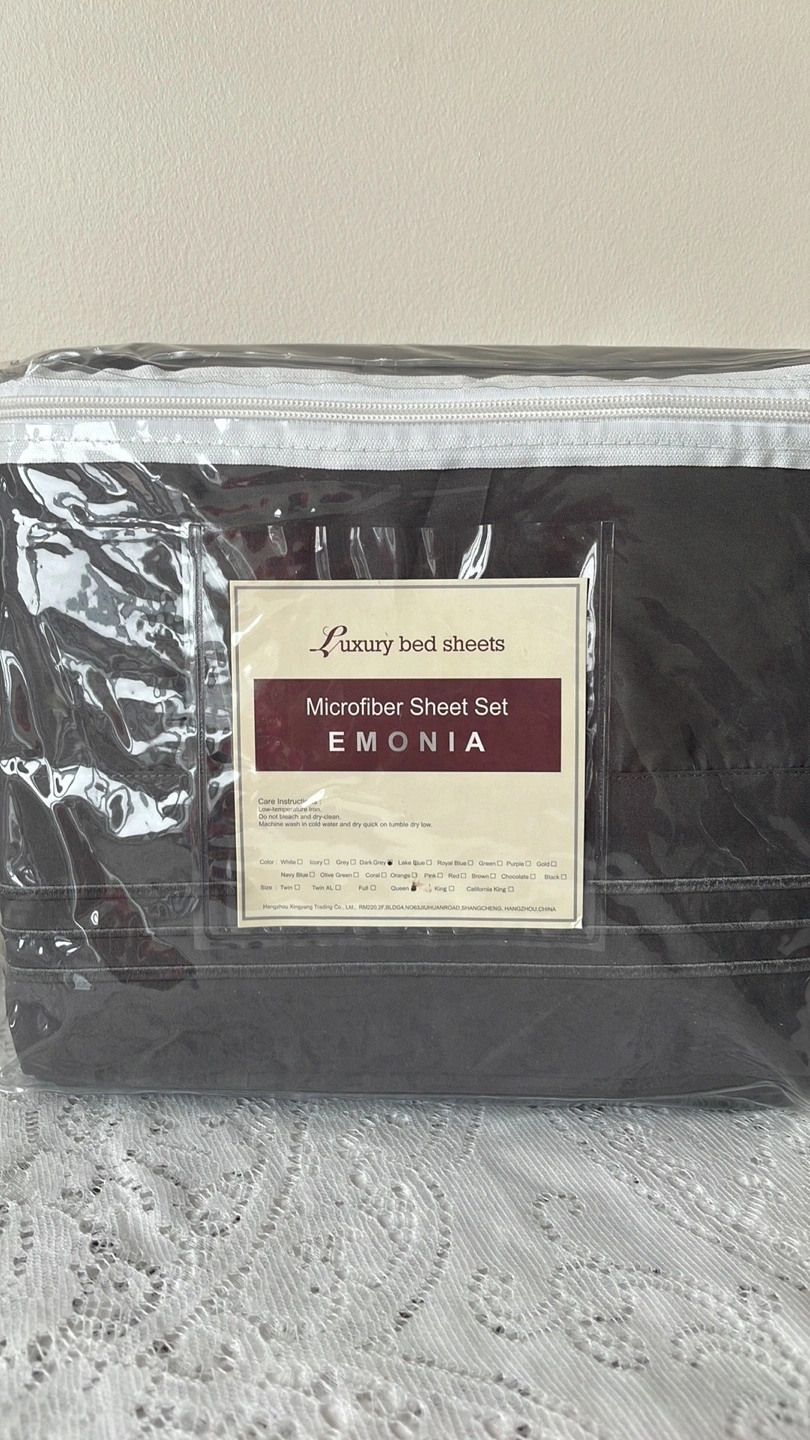 Luxury bed sheets
Microfiber Sheet Set
EMONIA
Care Instructions :
Low-temperature Iron,
Do not bleach and dry-clean.
Machine wash in cold water and dry quick on tumble dry low.
Color : White☐ Icory☐ Grey☐ Dark Grey☑ Lake Blue☐ Royal Blue☐ Green☐ Purple☐ Gold☐
Navy Blue☐ Olive Green☐ Coral☐ Orange☐ Pink☐ Red☐ Brown☐ Chocolate☐ Black☐
Size : Twin☐ Twin XL☐ Full☐ Queen☑ King☐ California King☐
Hangzhou Xingyang Trading Co., Ltd., RM220,2F,BLDG4,NO63JIUHUANROAD,SHANGCHENG, HANGZHOU,CHINA